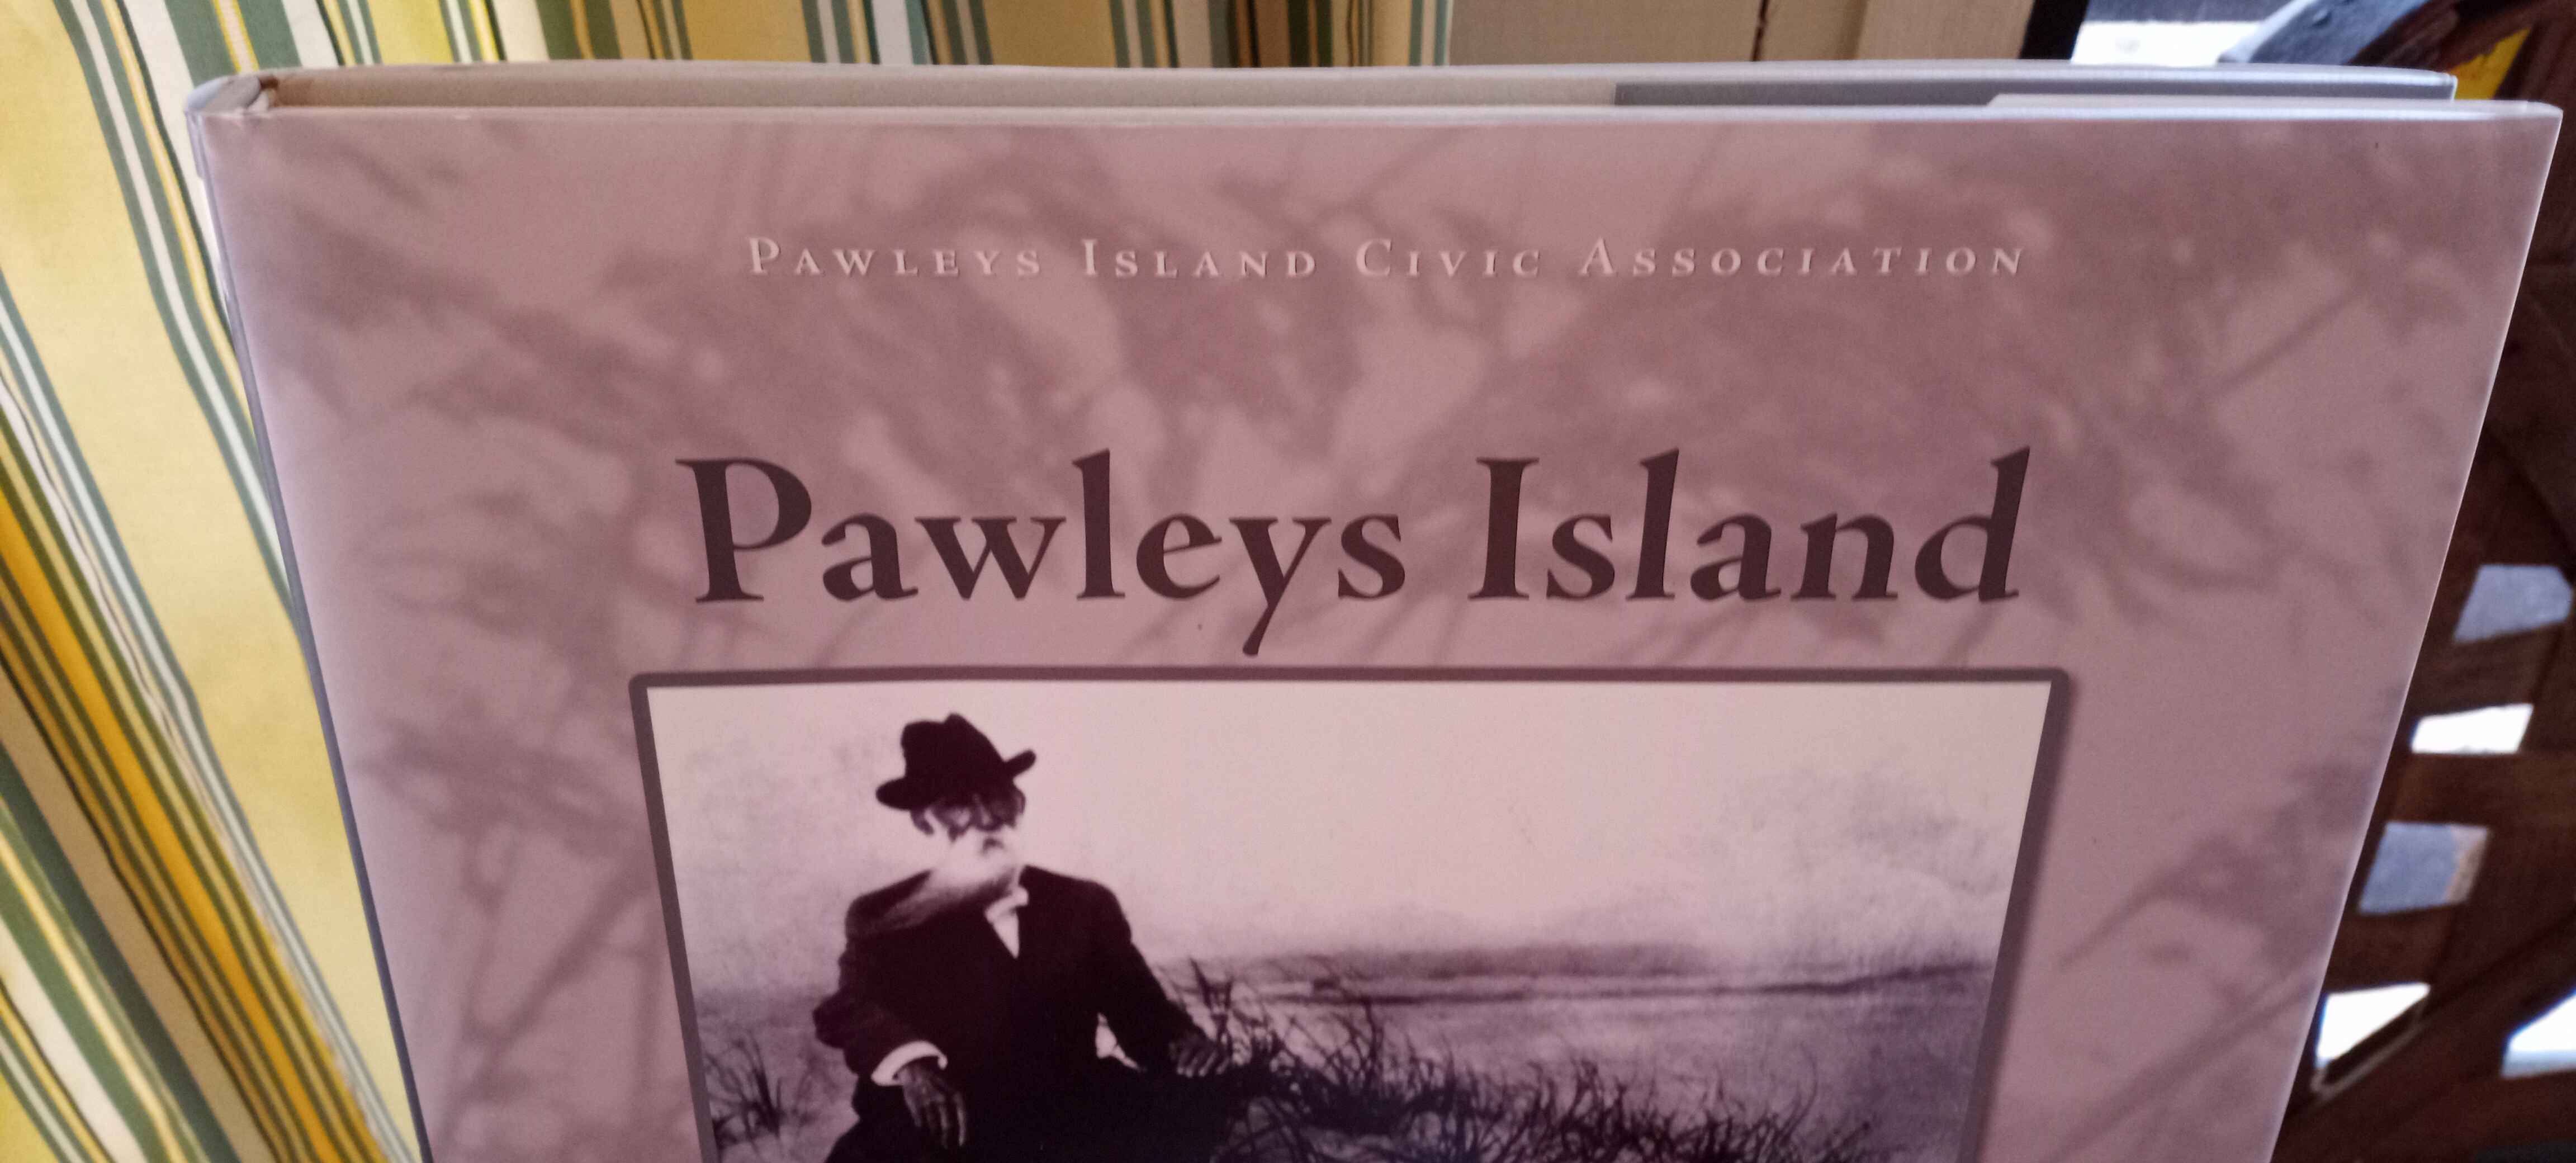 PAWLEYS ISLAND CIVIC ASSOCIATION
Pawleys Island